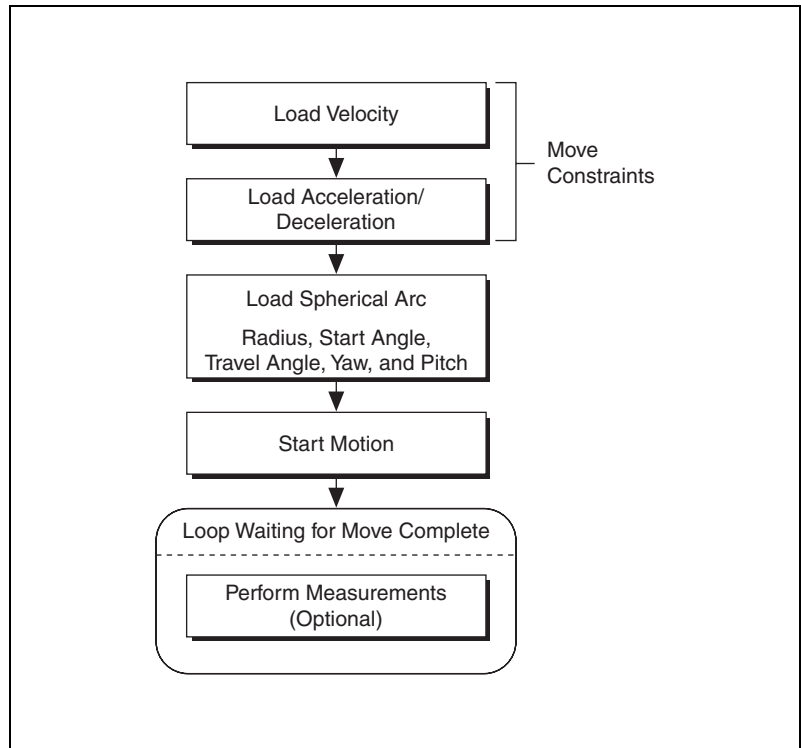 Load Velocity
Move
Constraints
Load Acceleration/
Deceleration
Load Spherical Arc
Radius, Start Angle,
Travel Angle, Yaw, and Pitch
Start Motion
Loop Waiting for Move Complete
Perform Measurements
(Optional)